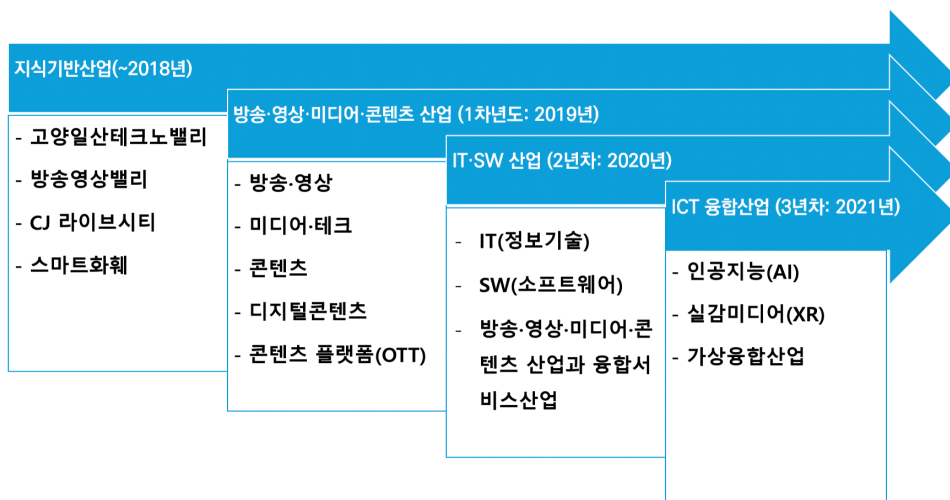 지식기반산업(~2018년)
- 고양일산테크노밸리
- 방송영상밸리
- CJ 라이브시티
- 스마트화훼
방송·영상·미디어·콘텐츠 산업 (1차년도: 2019년)
- 방송·영상
- 미디어·테크
- 콘텐츠
- 디지털콘텐츠
- 콘텐츠 플랫폼(OTT)
IT·SW 산업 (2년차: 2020년)
- IT(정보기술)
- SW(소프트웨어)
- 방송·영상·미디어·콘
텐츠 산업과 융합서
비스산업
ICT 융합산업 (3년차: 2021년)
- 인공지능(AI)
- 실감미디어(XR)
- 가상융합산업